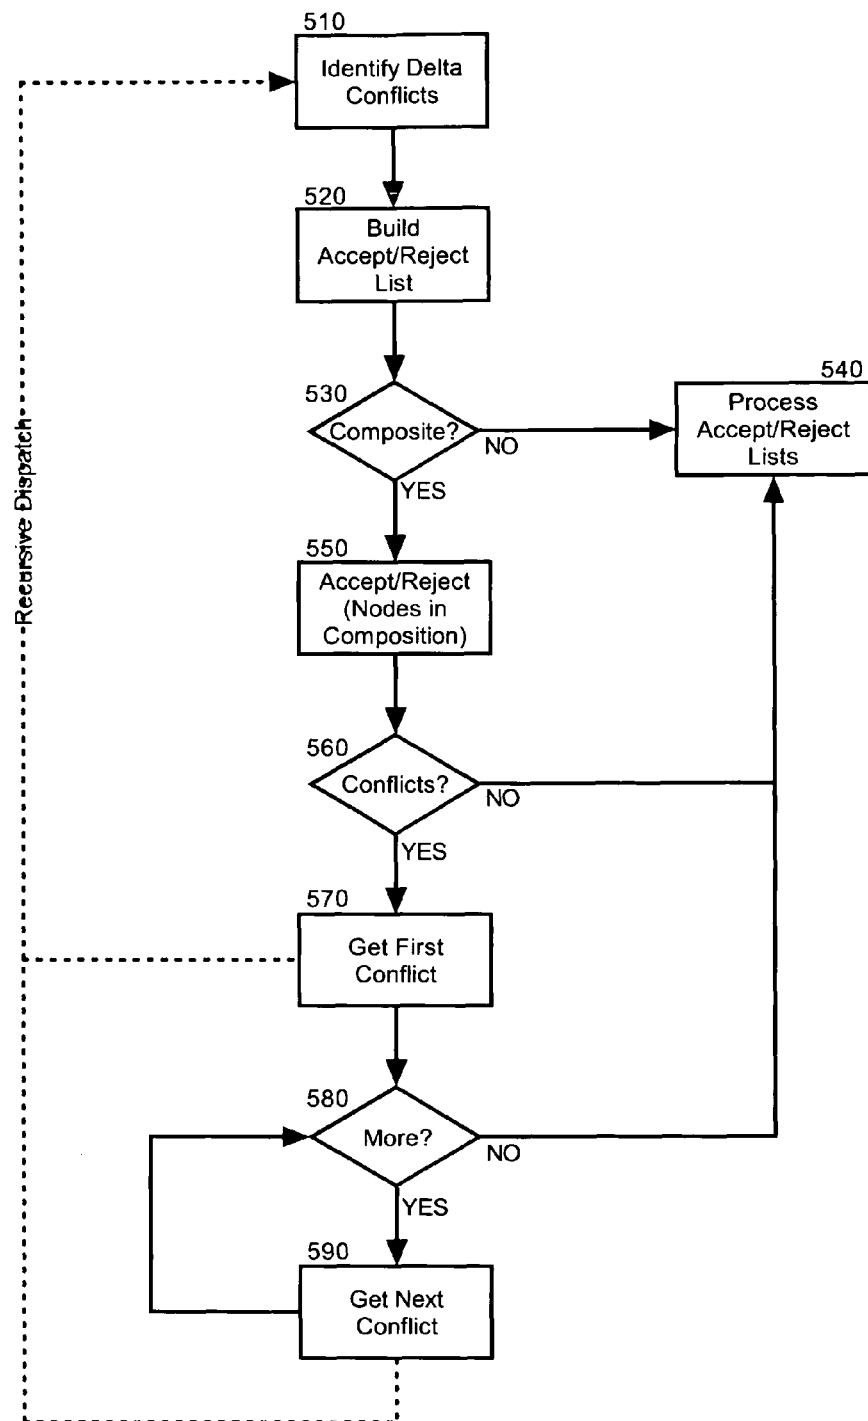 510
Identify Delta
Conflicts
520
Build
Accept/Reject
List
530
Composite?
NO
YES
540
Process
Accept/Reject
Lists
550
Accept/Reject
(Nodes in
Composition)
560
Conflicts?
NO
YES
570
Get First
Conflict
580
More?
NO
YES
590
Get Next
Conflict
Recursive Dispatch